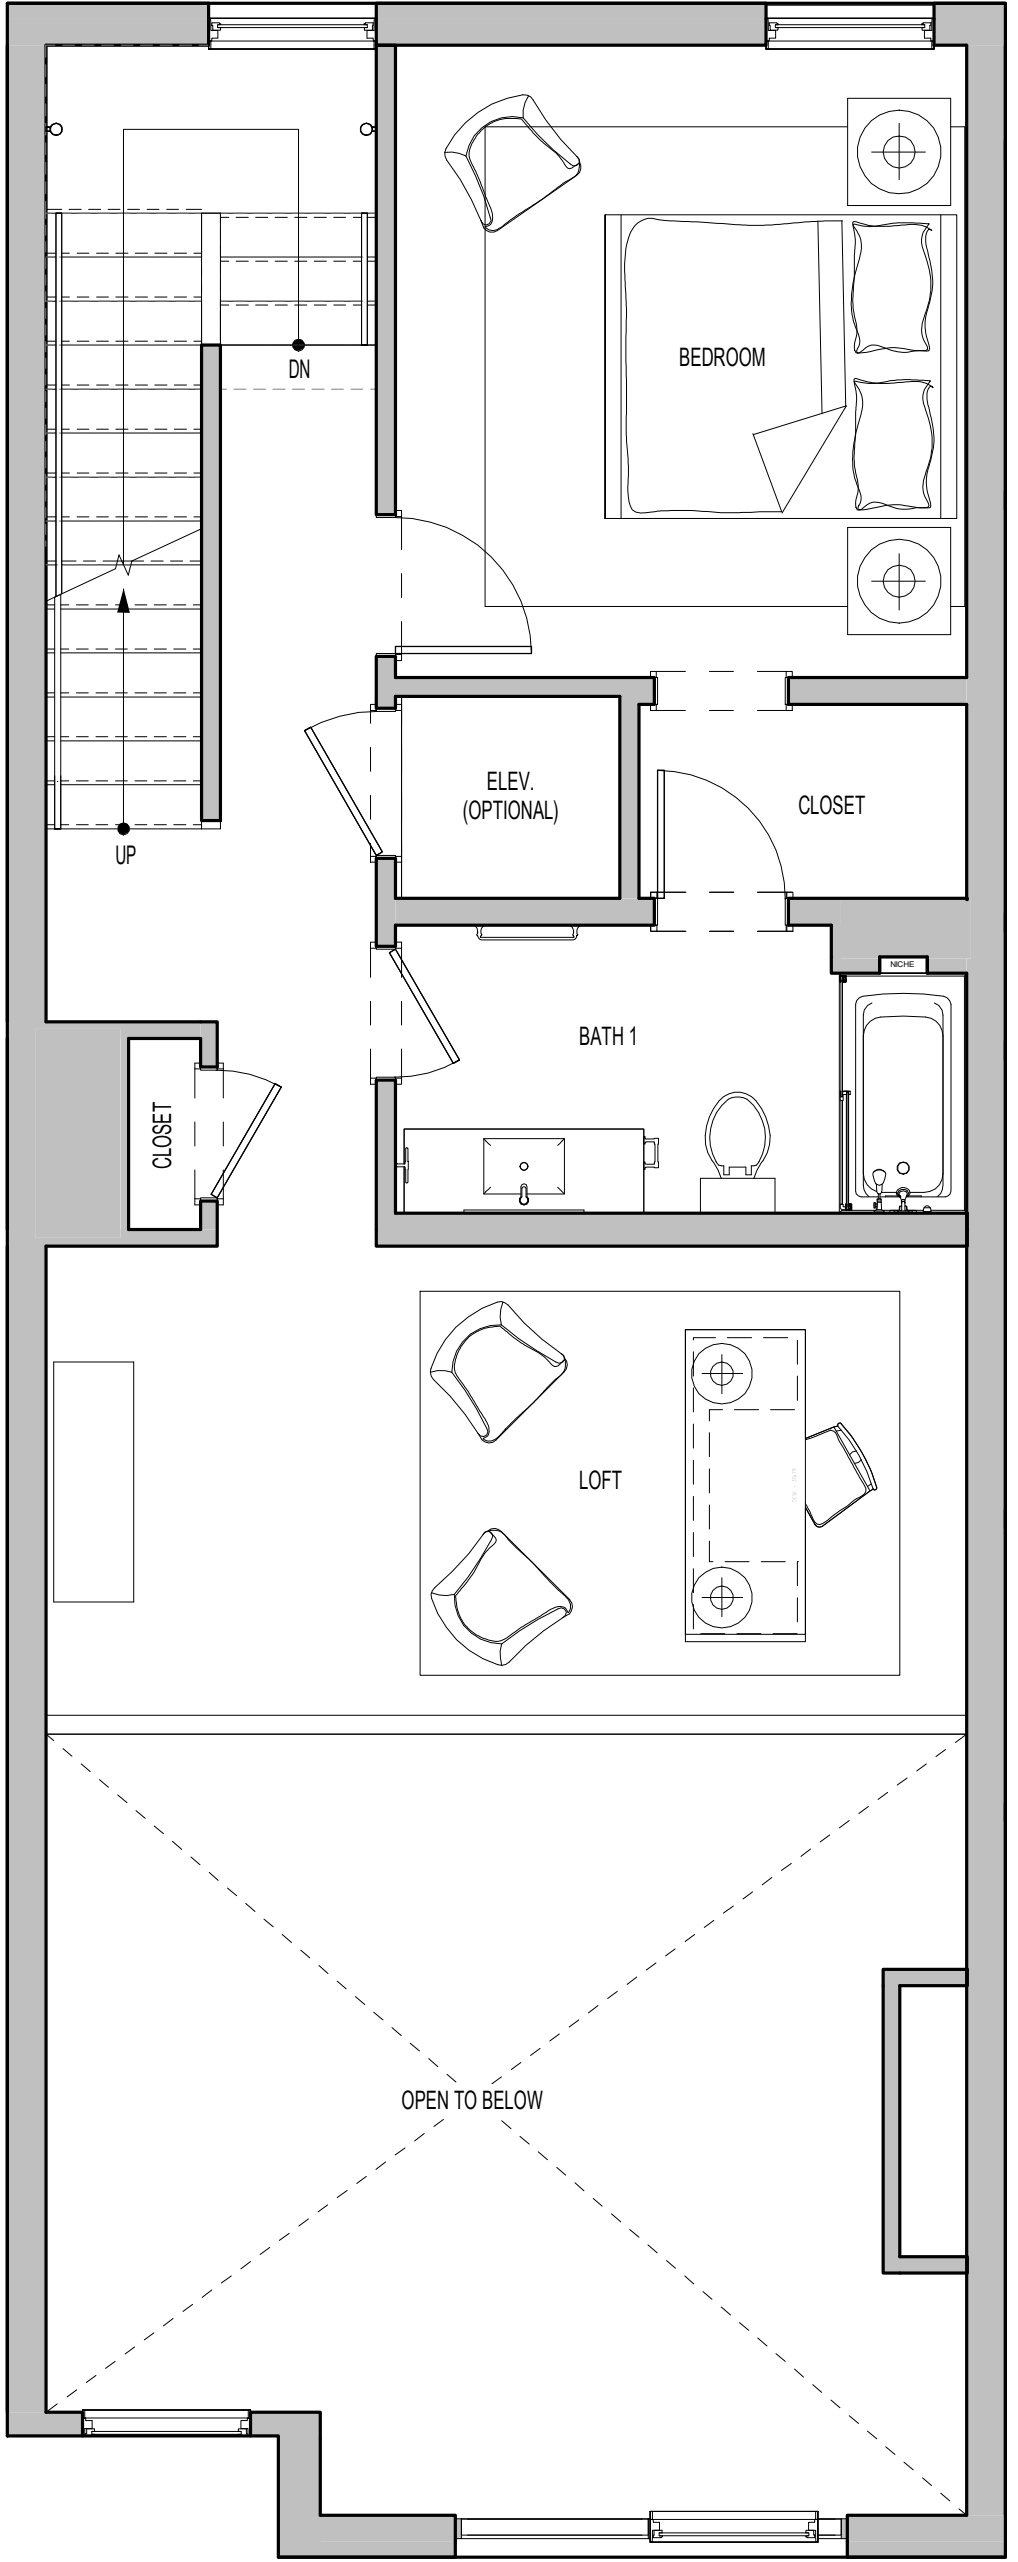 BEDROOM
DN
ELEV.
(OPTIONAL)
CLOSET
UP
NICHE
BATH 1
CLOSET
LOFT
OPEN TO BELOW